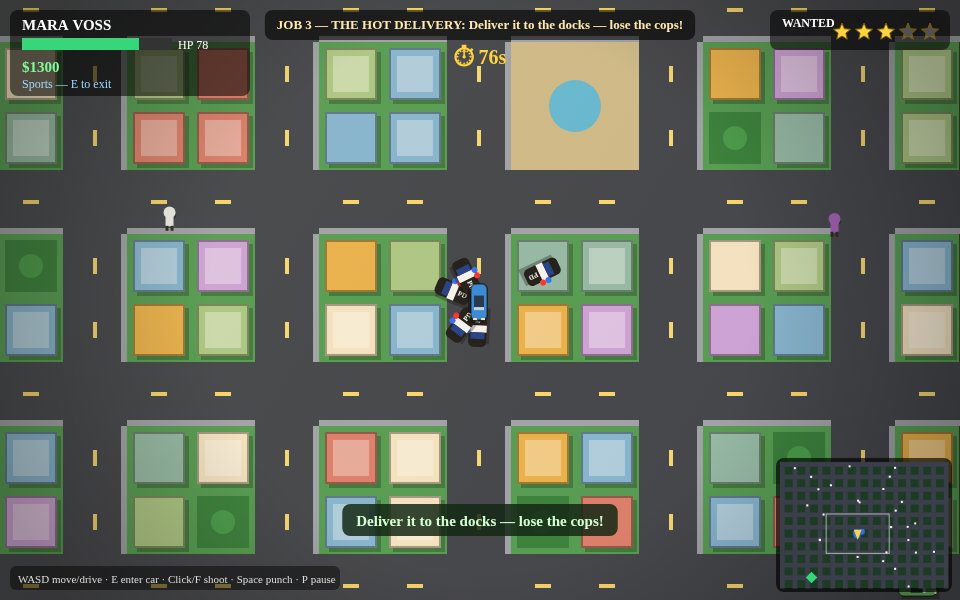 MARA VOSS
HP 78
$1300
Sports — E to exit
JOB 3 — THE HOT DELIVERY: Deliver it to the docks — lose the cops!
76s
WANTED
PD
PD
Deliver it to the docks — lose the cops!
WASD move/drive · E enter car · Click/F shoot · Space punch · P pause